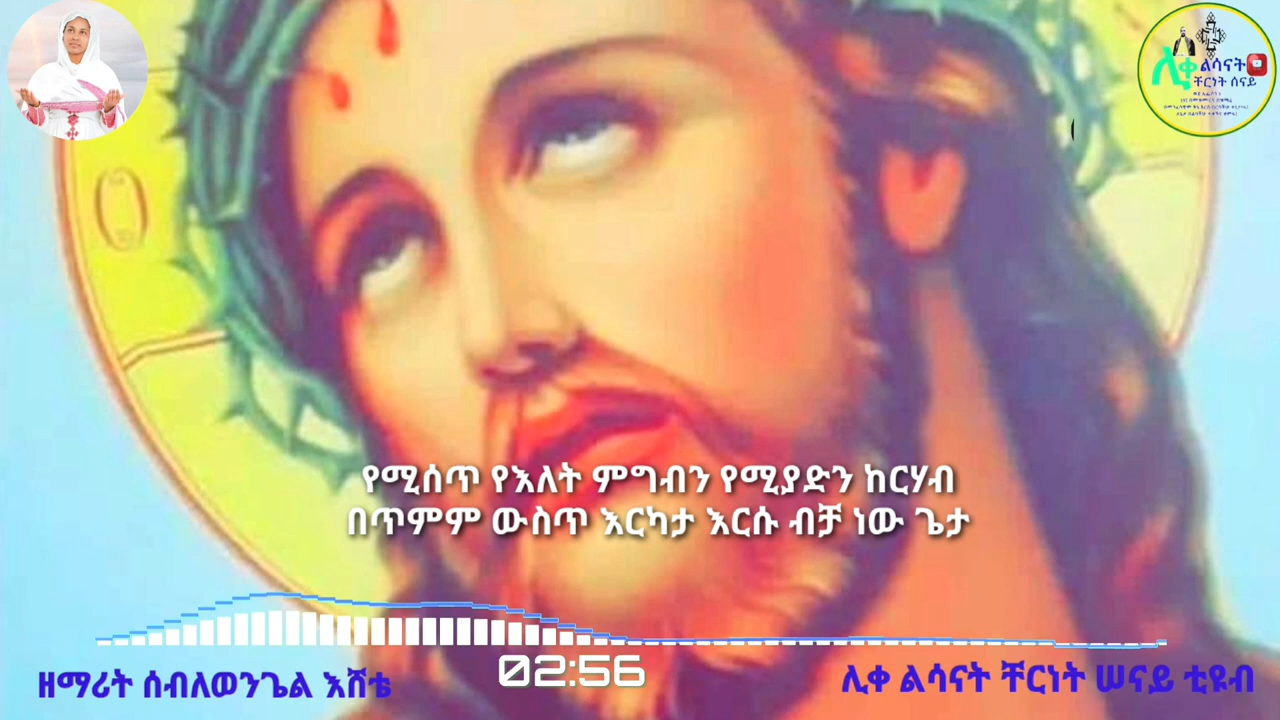 ሊቀ ልሳናት
ቸርነት ሰናይ
የሚሰጥ የእለት ምግብን የሚያድን ከርሃብ
በጥምም ውስጥ እርካታ እርሱ ብቻ ነው ጌታ
02:56
ዘማሪት ሰብለወንጌል እሸቴ
ሊቀ ልሳናት ቸርነት ሠናይ ቲዩብ